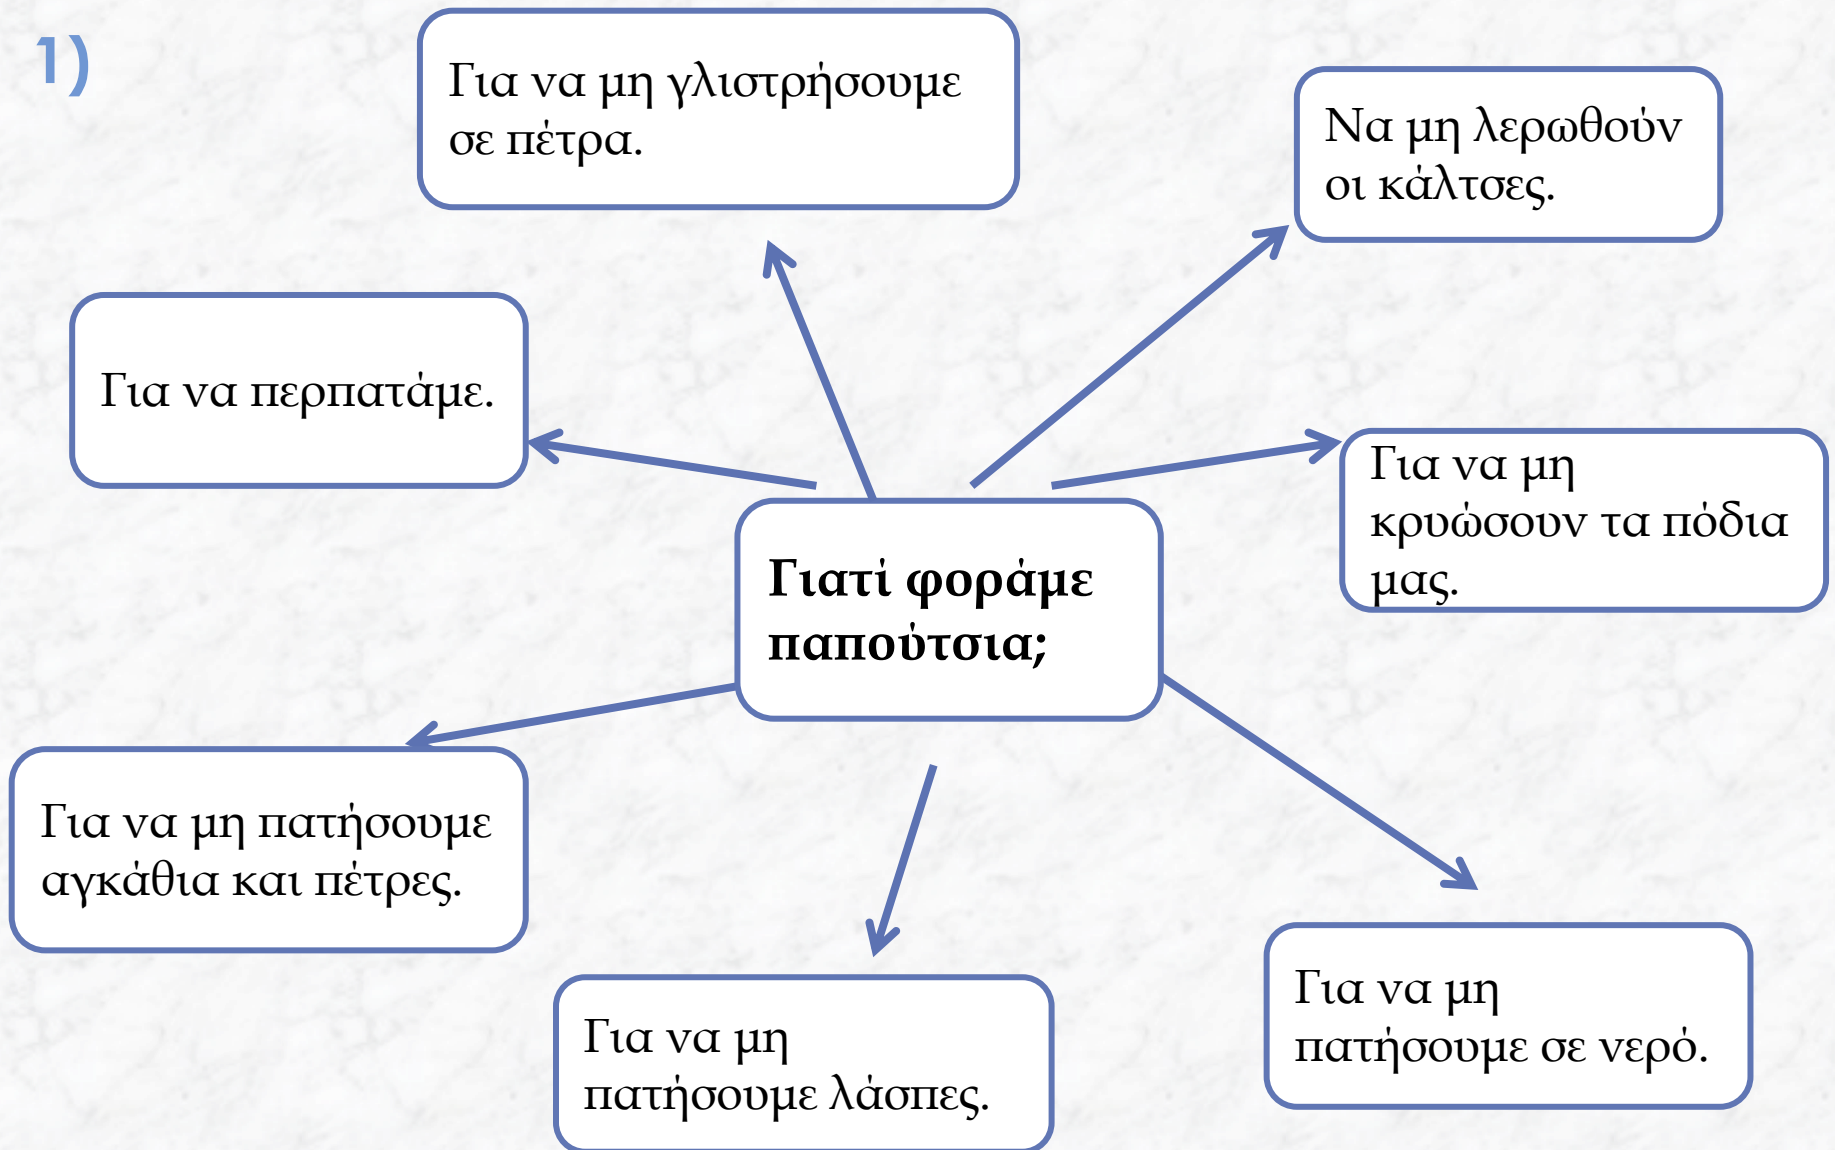 1)
Για να μη γλιστρήσουμε
σε πέτρα.
Να μη λερωθούν
οι κάλτσες.
Για να περπατάμε.
Για να μη
κρυώσουν τα πόδια
μας.
Γιατί φοράμε
παπούτσια;
Για να μη πατήσουμε
αγκάθια και πέτρες.
Για να μη
πατήσουμε λάσπες.
Για να μη
πατήσουμε σε νερό.